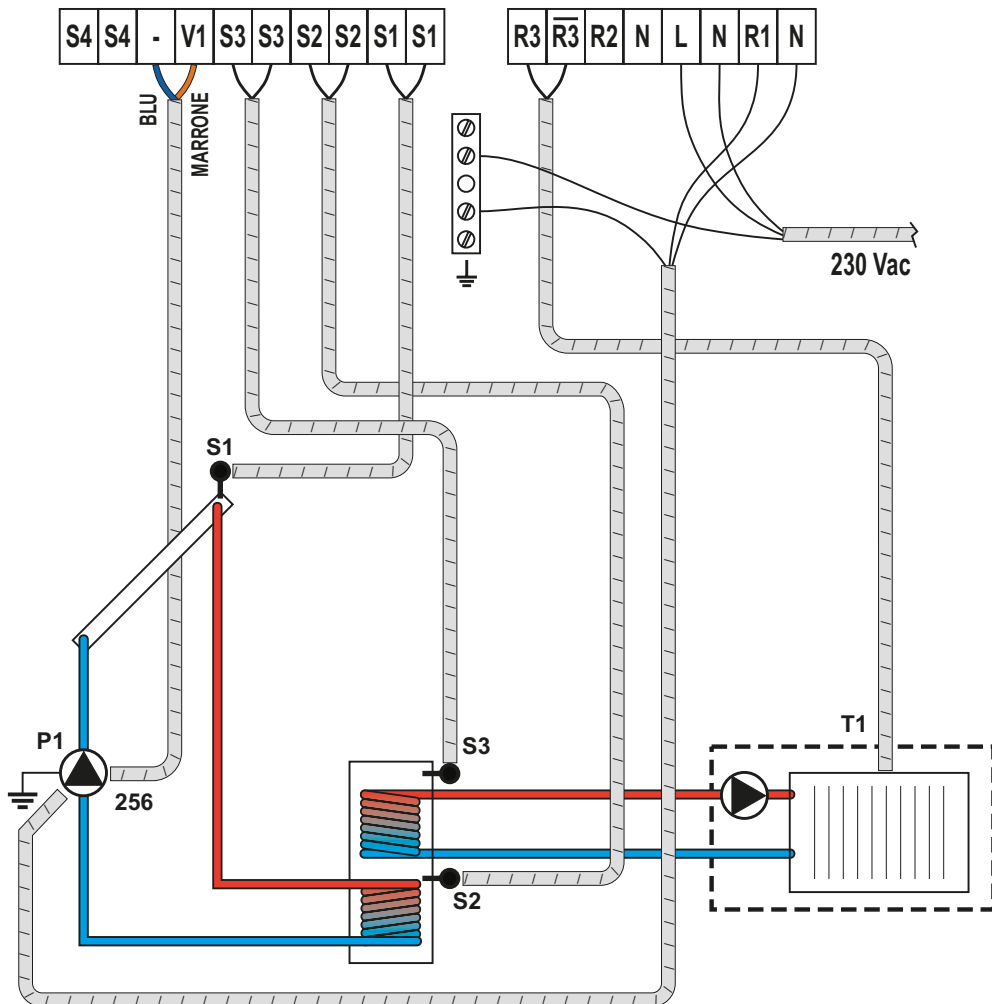 S4 S4 - V1 S3 S3 S2 S2 S1 S1
R3 R3̅ R2 N L N R1 N
BLU
MARRONE
230 Vac
S1
T1
P1
S3
256
S2